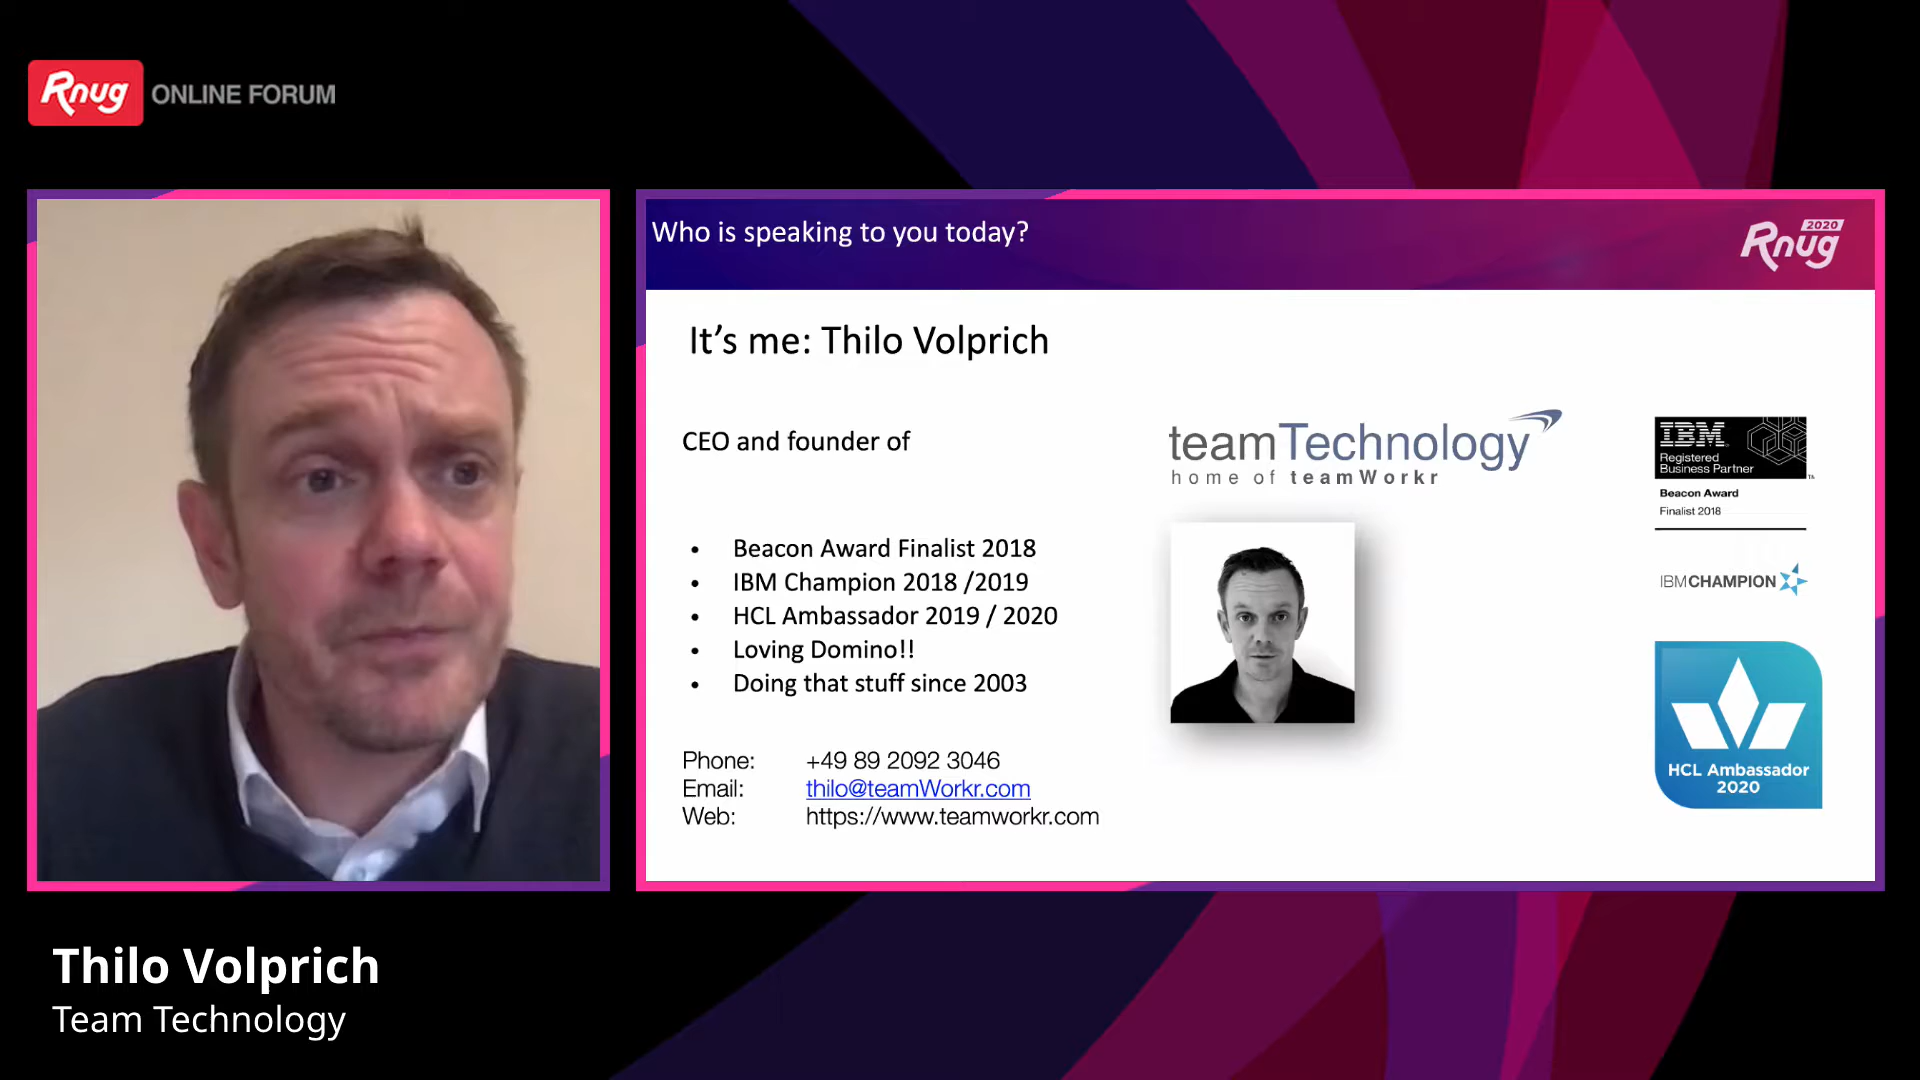 Rnug ONLINE FORUM
Who is speaking to you today?
Rnug 2020
It's me: Thilo Volprich
CEO and founder of
teamTechnology
home of teamWorkr
IBM
Registered
Business Partner
TM
Beacon Award
Finalist 2018
• Beacon Award Finalist 2018
• IBM Champion 2018 /2019
• HCL Ambassador 2019 / 2020
• Loving Domino!!
• Doing that stuff since 2003
IBM CHAMPION
HCL Ambassador
2020
Phone: +49 89 2092 3046
Email: thilo@teamWorkr.com
Web: https://www.teamworkr.com
Thilo Volprich
Team Technology